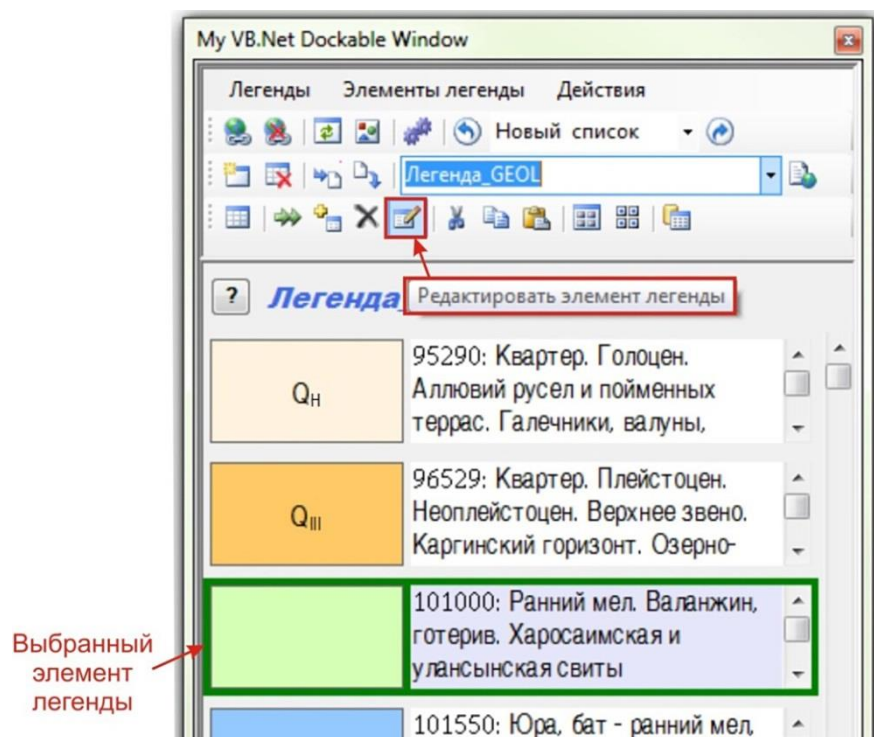 My VB.Net Dockable Window
Легенды Элементы легенды Действия
Новый список
Легенда_GEOL
Редактировать элемент легенды
? Легенда_
95290: Квартер. Голоцен.
Аллювий русел и пойменных
террас. Галечники, валуны,
QH
96529: Квартер. Плейстоцен.
Неоплейстоцен. Верхнее звено.
Каргинский горизонт. Озерно-
QIII
101000: Ранний мел. Валанжин,
готерив. Харосаимская и
улансынская свиты
Выбранный
элемент
легенды
101550: Юра, бат - ранний мел,